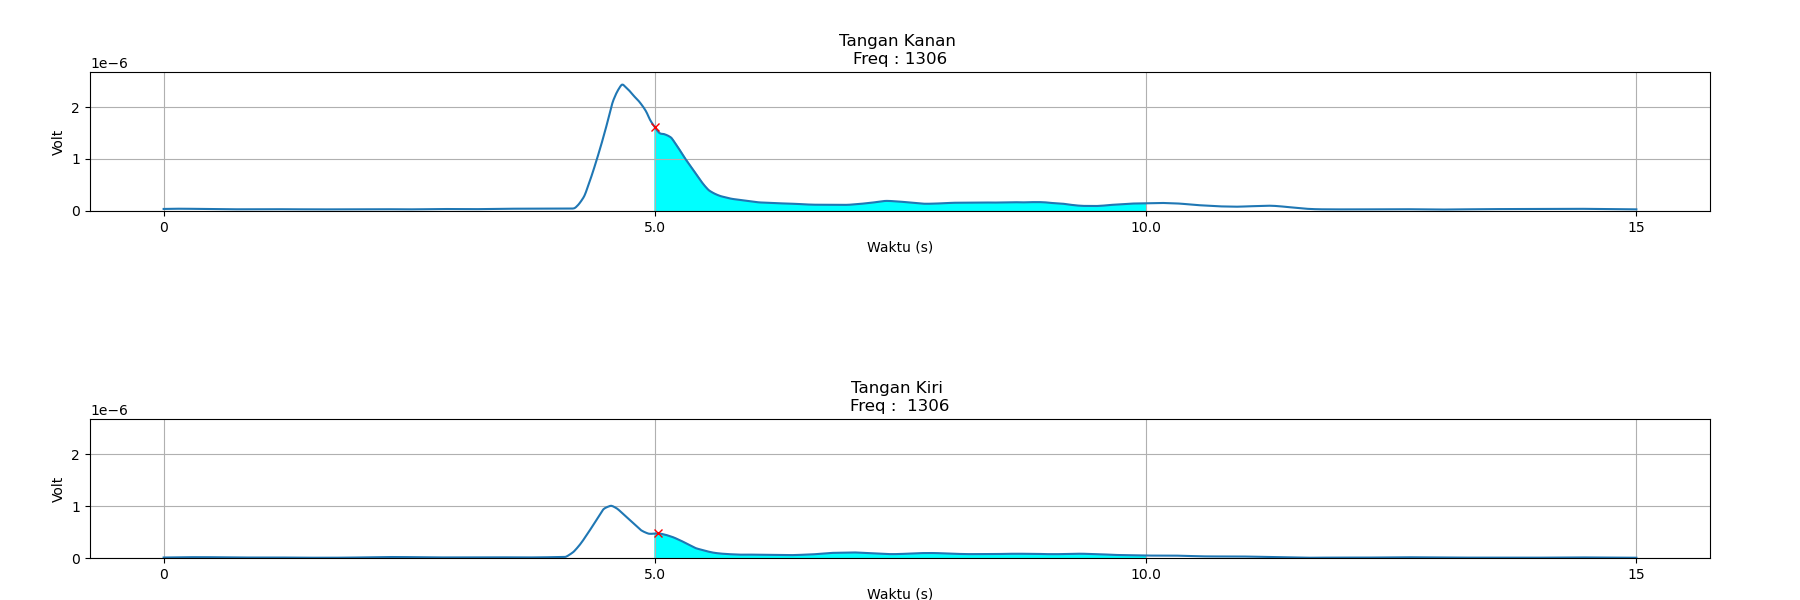 Tangan Kanan
Freq : 1306
1e−6
Volt
2
1
0
0 5.0 10.0 15
Waktu (s)
Tangan Kiri
Freq :  1306
1e−6
Volt
2
1
0
0 5.0 10.0 15
Waktu (s)